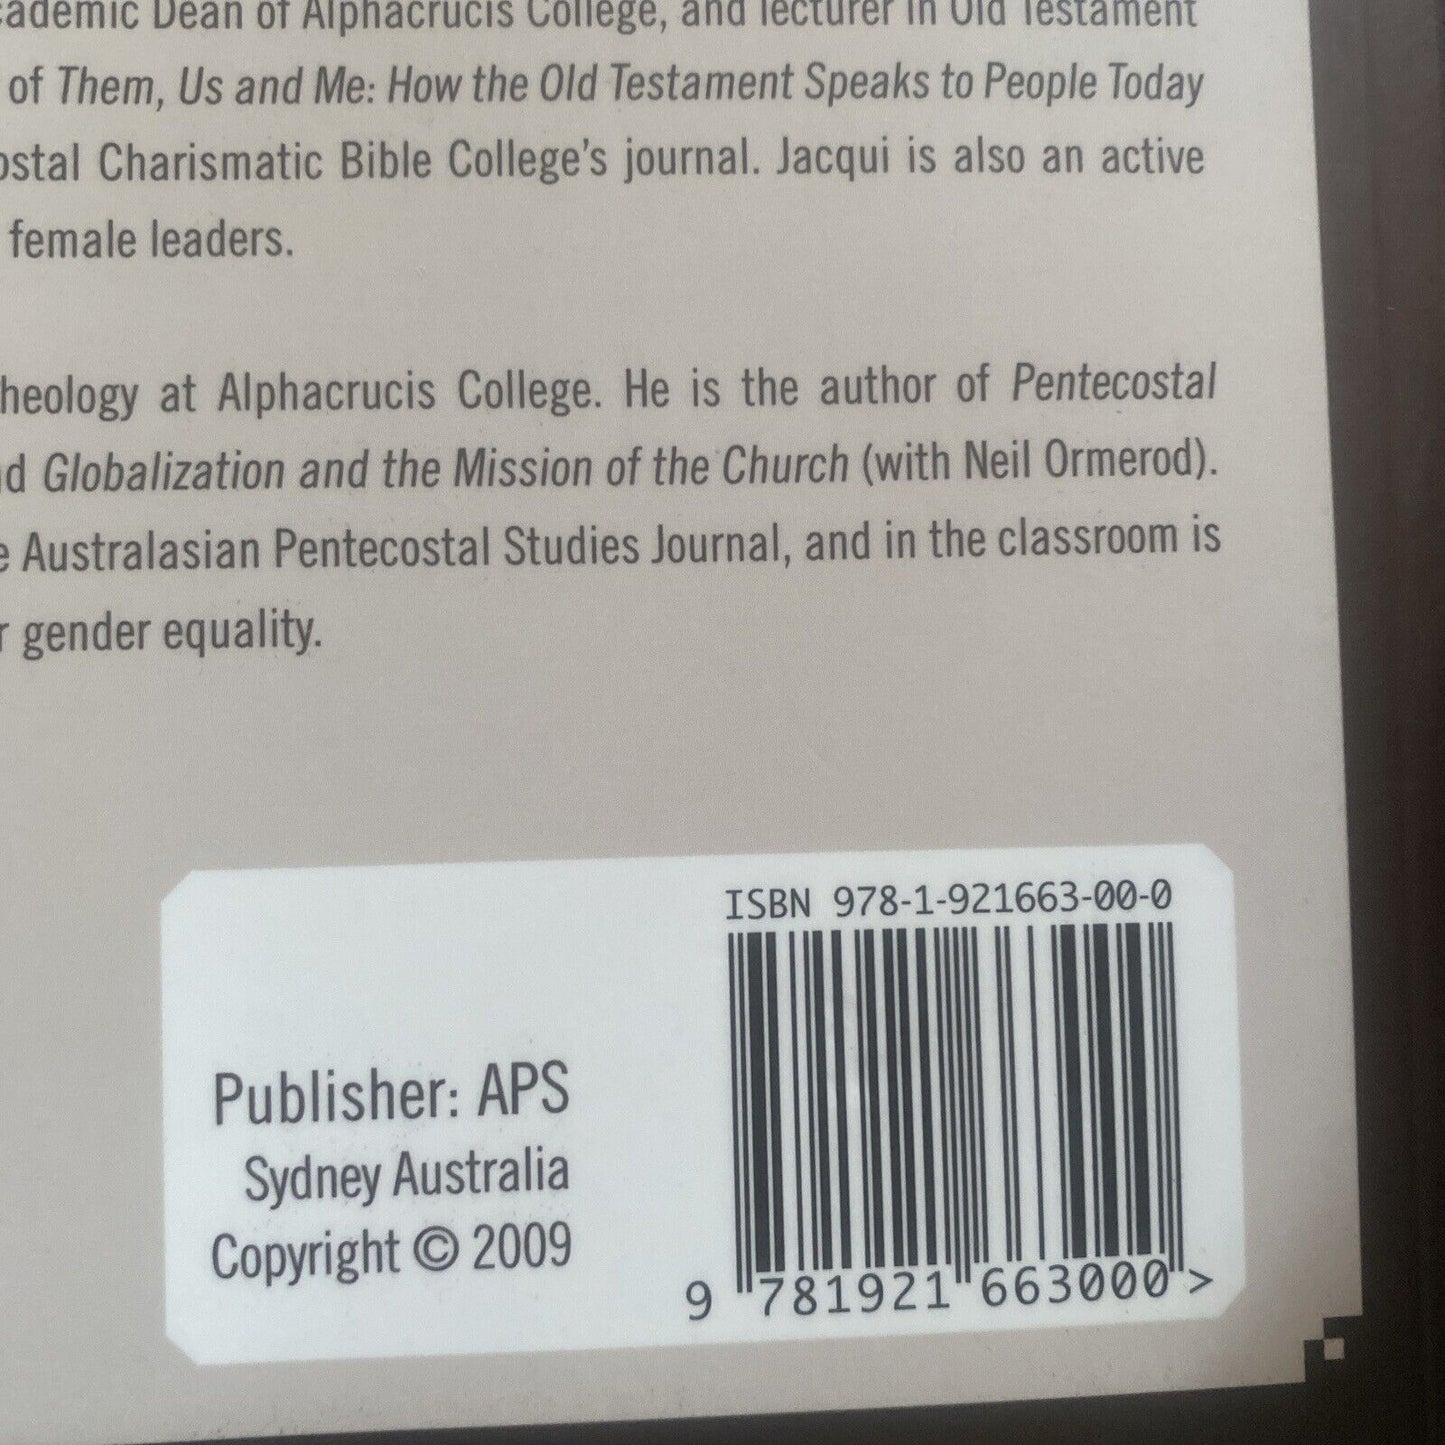 Dean of Alphacrucis College, and lecturer in Old Testament
of Them, Us and Me: How the Old Testament Speaks to People Today
Charismatic Bible College's journal. Jacqui is also an active
female leaders.
at Alphacrucis College. He is the author of Pentecostal
Globalization and the Mission of the Church (with Neil Ormerod).
Australasian Pentecostal Studies Journal, and in the classroom is
gender equality.
ISBN 978-1-921663-00-0
Publisher: APS
Sydney Australia
Copyright © 2009
9 781921 663000 >